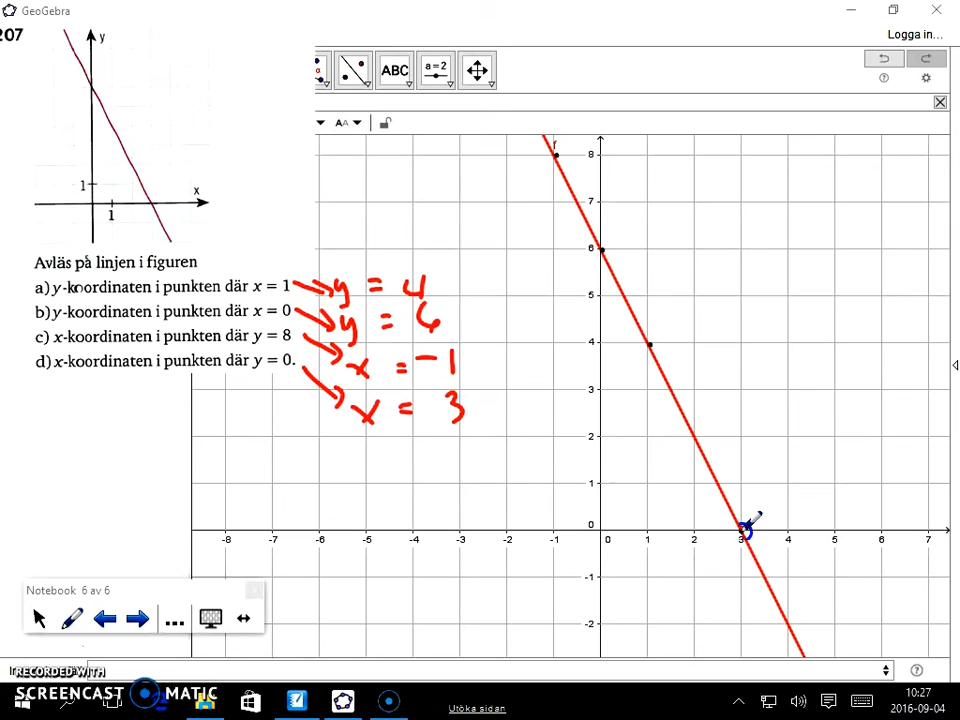 GeoGebra
207
Logga in...
ABC
a=2
AA
y
1
x
1
Avläs på linjen i figuren
a) y-koordinaten i punkten där x = 1
y = 4
b) y-koordinaten i punkten där x = 0
y = 6
c) x-koordinaten i punkten där y = 8
x = -1
d) x-koordinaten i punkten där y = 0.
x = 3
f
8
7
6
5
4
3
2
1
0
-1
-2
-8 -7 -6 -5 -4 -3 -2 -1 0 1 2 3 4 5 6 7
Notebook 6 av 6
RECORDED WITH
SCREENCAST MATIC
Utöka sidan
10:27
2016-09-04